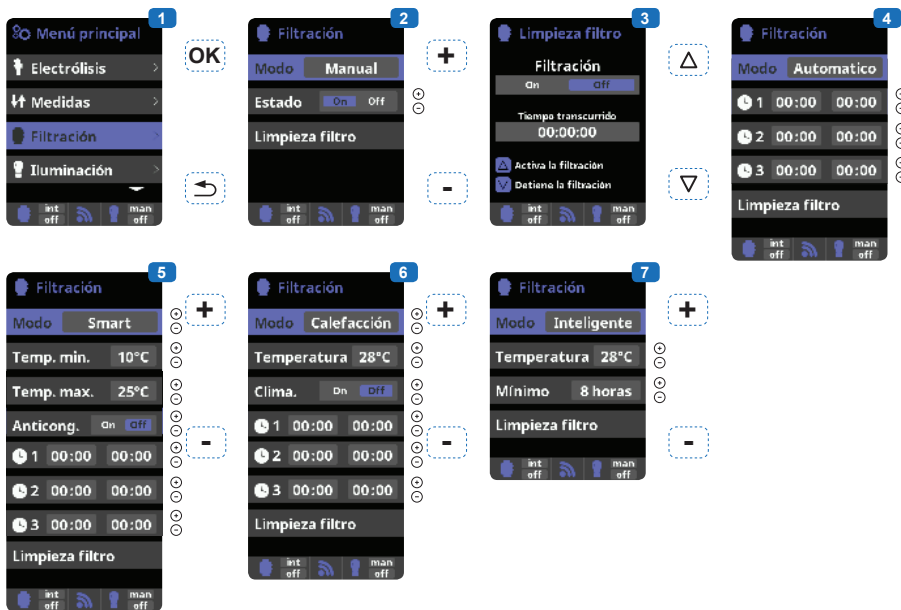 1
Menú principal
Electrólisis
Medidas
Filtración
Iluminación
int off
man off
OK
2
Filtración
Modo Manual
Estado On Off
Limpieza filtro
int off
man off
+
-
3
Limpieza filtro
Filtración
On Off
Tiempo transcurrido
00:00:00
Activa la filtración
Detiene la filtración
int off
man off
4
Filtración
Modo Automatico
1 00:00 00:00
2 00:00 00:00
3 00:00 00:00
Limpieza filtro
int off
man off
5
Filtración
Modo Smart
Temp. min. 10°C
Temp. max. 25°C
Anticong. On Off
1 00:00 00:00
2 00:00 00:00
3 00:00 00:00
Limpieza filtro
int off
man off
+
-
6
Filtración
Modo Calefacción
Temperatura 28°C
Clima. On Off
1 00:00 00:00
2 00:00 00:00
3 00:00 00:00
Limpieza filtro
int off
man off
+
-
7
Filtración
Modo Inteligente
Temperatura 28°C
Mínimo 8 horas
Limpieza filtro
int off
man off
+
-